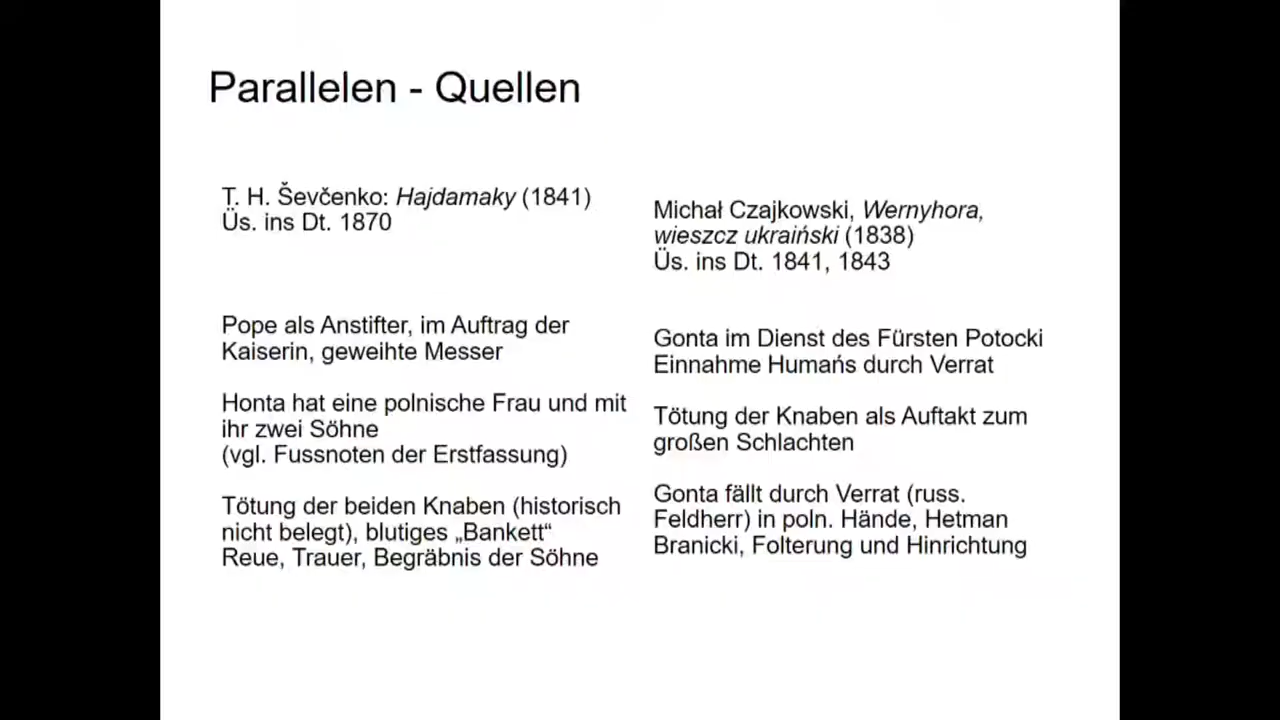 Parallelen - Quellen
T. H. Ševčenko: Hajdamaky (1841)
Üs. ins Dt. 1870
Pope als Anstifter, im Auftrag der
Kaiserin, geweihte Messer
Honta hat eine polnische Frau und mit
ihr zwei Söhne
(vgl. Fussnoten der Erstfassung)
Tötung der beiden Knaben (historisch
nicht belegt), blutiges „Bankett“
Reue, Trauer, Begräbnis der Söhne
Michał Czajkowski, Wernyhora,
wieszcz ukraiński (1838)
Üs. ins Dt. 1841, 1843
Gonta im Dienst des Fürsten Potocki
Einnahme Humańs durch Verrat
Tötung der Knaben als Auftakt zum
großen Schlachten
Gonta fällt durch Verrat (russ.
Feldherr) in poln. Hände, Hetman
Branicki, Folterung und Hinrichtung